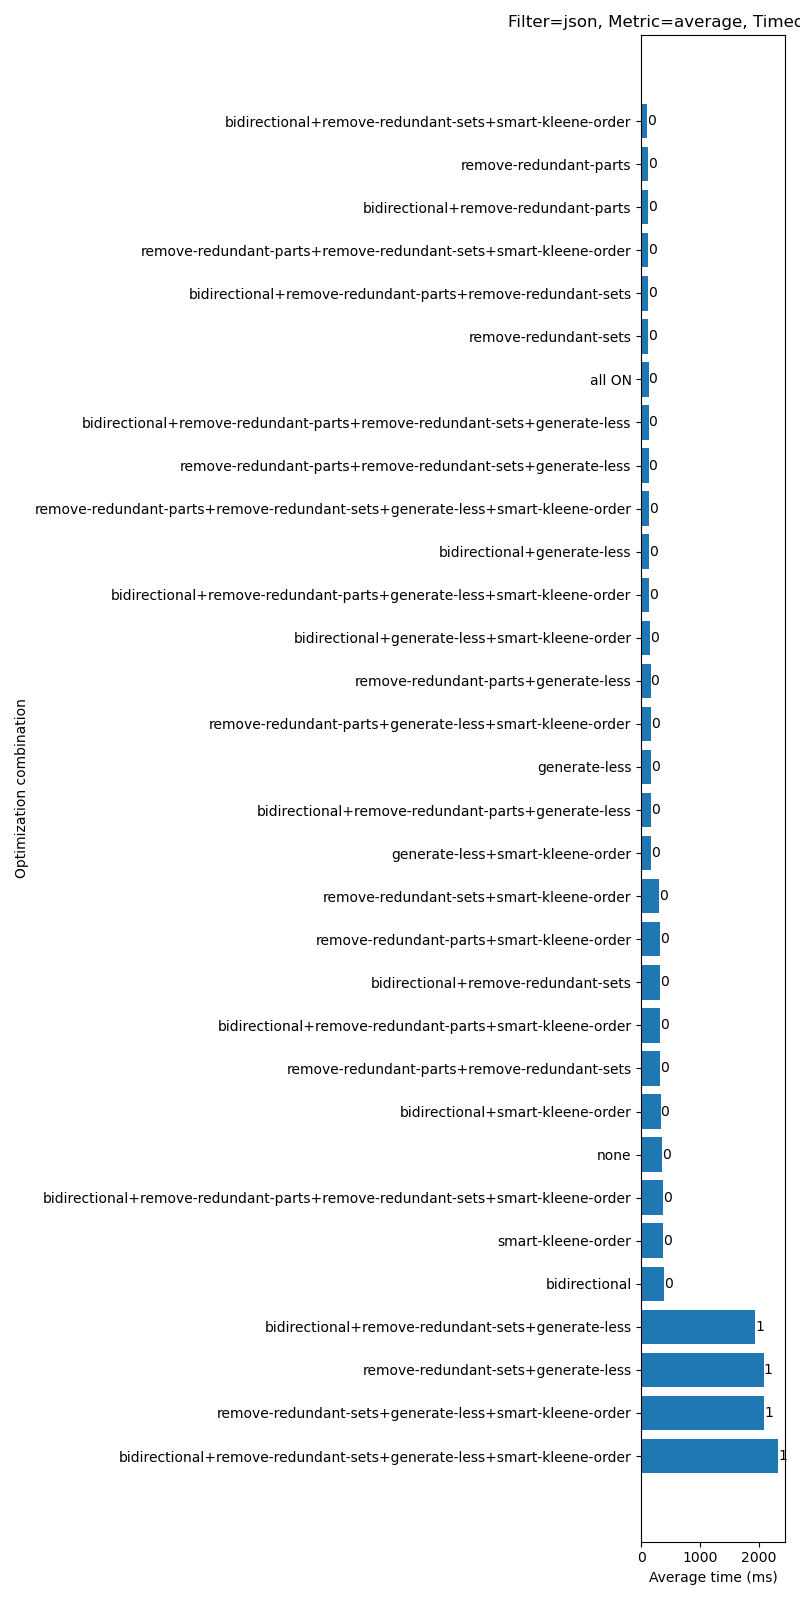 Filter=json, Metric=average, Timeo
bidirectional+remove-redundant-sets+smart-kleene-order 0
remove-redundant-parts 0
bidirectional+remove-redundant-parts 0
remove-redundant-parts+remove-redundant-sets+smart-kleene-order 0
bidirectional+remove-redundant-parts+remove-redundant-sets 0
remove-redundant-sets 0
all ON 0
bidirectional+remove-redundant-parts+remove-redundant-sets+generate-less 0
remove-redundant-parts+remove-redundant-sets+generate-less 0
remove-redundant-parts+remove-redundant-sets+generate-less+smart-kleene-order 0
bidirectional+generate-less 0
bidirectional+remove-redundant-parts+generate-less+smart-kleene-order 0
bidirectional+generate-less+smart-kleene-order 0
remove-redundant-parts+generate-less 0
remove-redundant-parts+generate-less+smart-kleene-order 0
generate-less 0
bidirectional+remove-redundant-parts+generate-less 0
generate-less+smart-kleene-order 0
remove-redundant-sets+smart-kleene-order 0
remove-redundant-parts+smart-kleene-order 0
bidirectional+remove-redundant-sets 0
bidirectional+remove-redundant-parts+smart-kleene-order 0
remove-redundant-parts+remove-redundant-sets 0
bidirectional+smart-kleene-order 0
none 0
bidirectional+remove-redundant-parts+remove-redundant-sets+smart-kleene-order 0
smart-kleene-order 0
bidirectional 0
bidirectional+remove-redundant-sets+generate-less 1
remove-redundant-sets+generate-less 1
remove-redundant-sets+generate-less+smart-kleene-order 1
bidirectional+remove-redundant-sets+generate-less+smart-kleene-order 1
Optimization combination
0 1000 2000
Average time (ms)